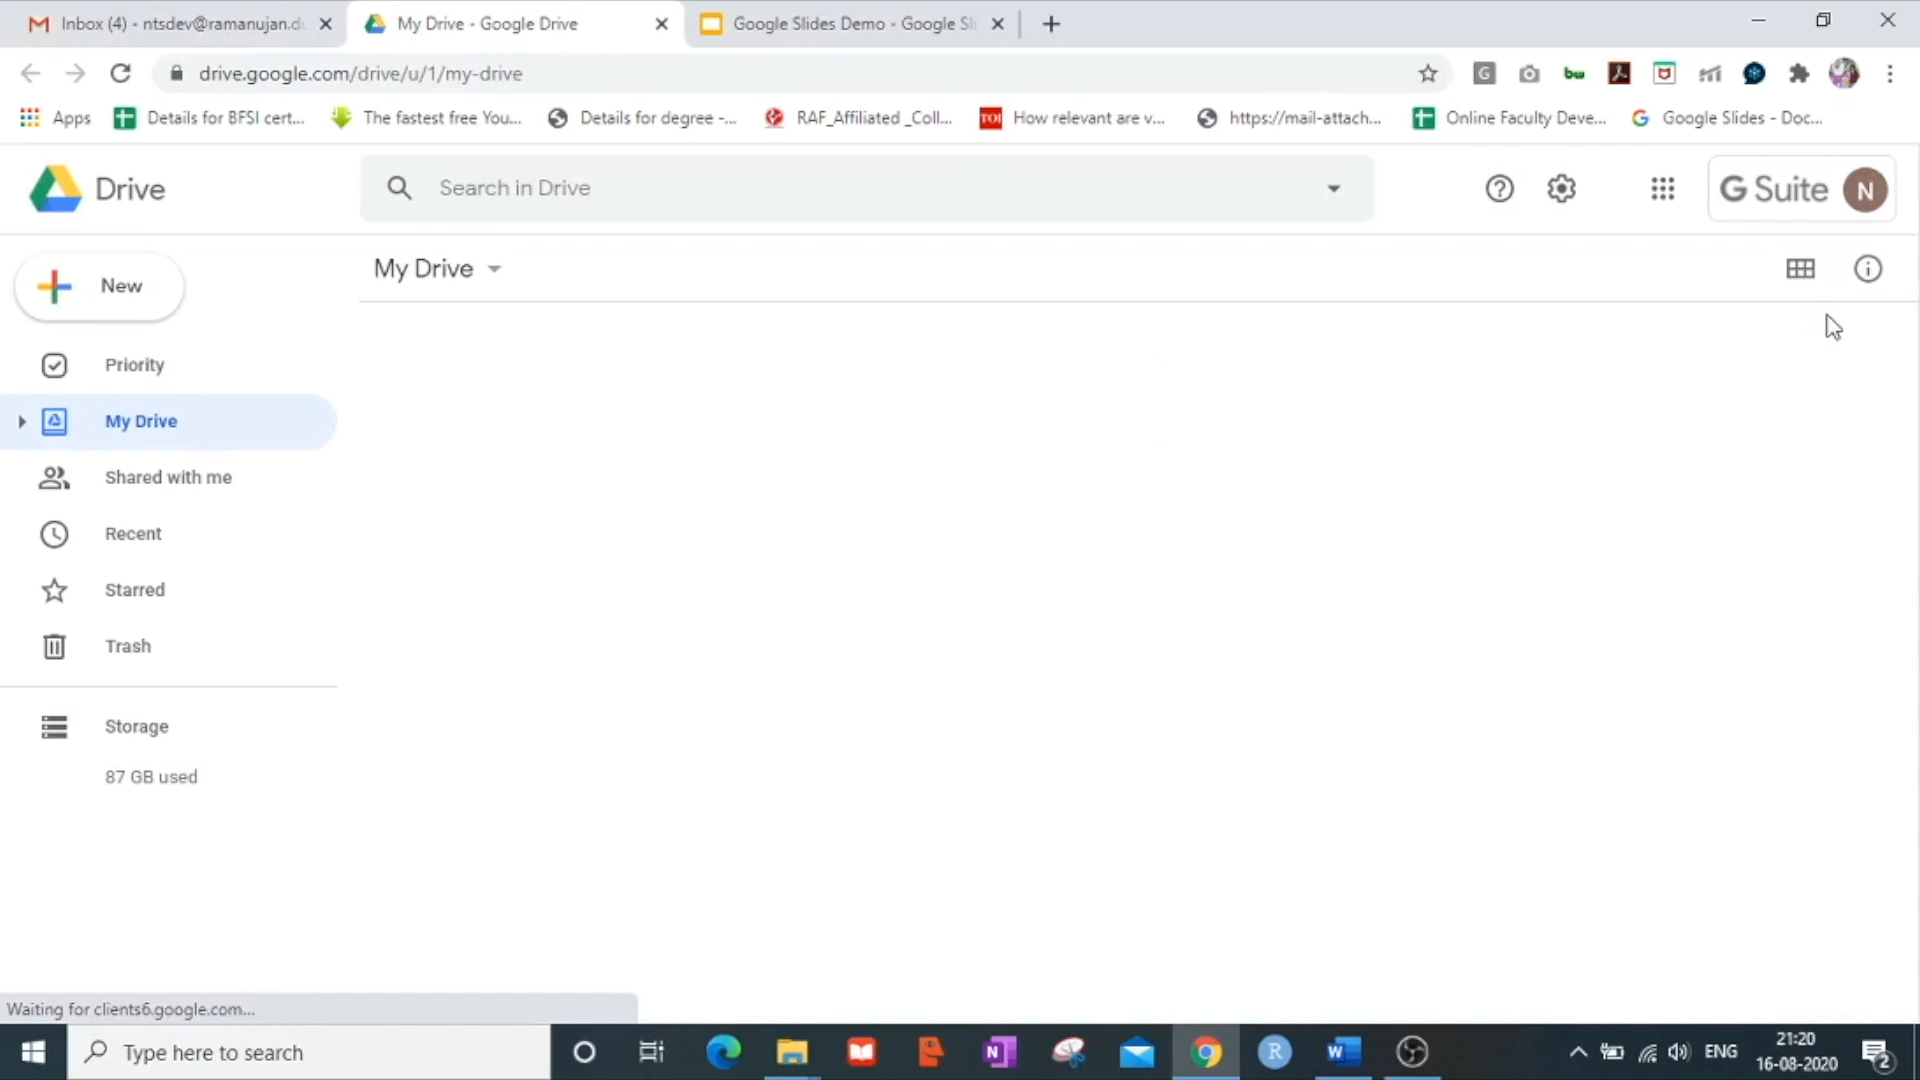 Inbox (4) - ntsdev@ramanujan.d
My Drive - Google Drive
Google Slides Demo - Google Sl
drive.google.com/drive/u/1/my-drive
Apps
Details for BFSI cert...
The fastest free You...
Details for degree -...
RAF_Affiliated _Coll...
TOI
How relevant are v...
https://mail-attach...
Online Faculty Deve...
Google Slides - Doc...
Drive
Search in Drive
G Suite
N
New
My Drive
Priority
My Drive
Shared with me
Recent
Starred
Trash
Storage
87 GB used
Waiting for clients6.google.com...
Type here to search
ENG
21:20
16-08-2020
2